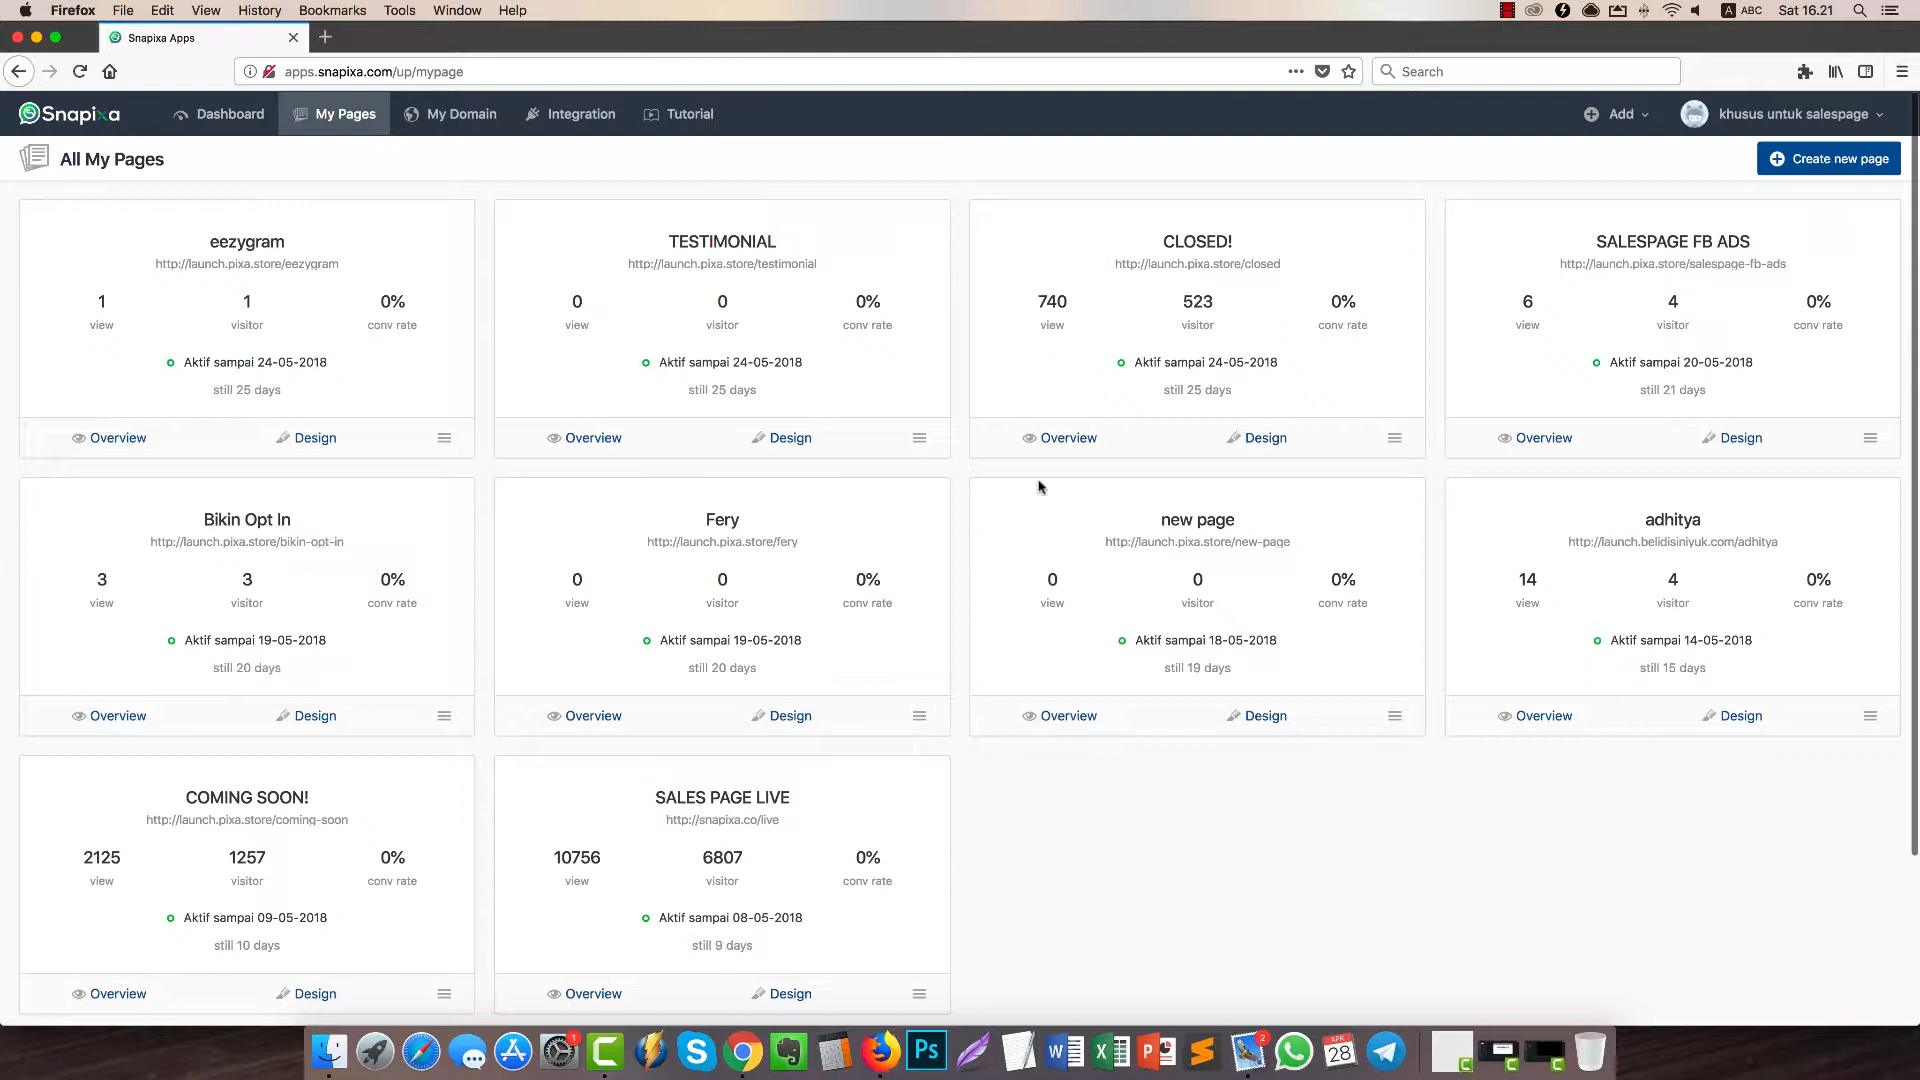 Firefox File Edit View History Bookmarks Tools Window Help ABC Sat 16.21
Snapixa Apps
apps.snapixa.com/up/mypage Search
Snapixa Dashboard My Pages My Domain Integration Tutorial Add khusus untuk salespage
All My Pages Create new page
eezygram TESTIMONIAL CLOSED! SALESPAGE FB ADS
http://launch.pixa.store/eezygram http://launch.pixa.store/testimonial http://launch.pixa.store/closed http://launch.pixa.store/salespage-fb-ads
1 1 0% 0 0 0% 740 523 0% 6 4 0%
view visitor conv rate view visitor conv rate view visitor conv rate view visitor conv rate
Aktif sampai 24-05-2018 Aktif sampai 24-05-2018 Aktif sampai 24-05-2018 Aktif sampai 20-05-2018
still 25 days still 25 days still 25 days still 21 days
Overview Design Overview Design Overview Design Overview Design
Bikin Opt In Fery new page adhitya
http://launch.pixa.store/bikin-opt-in http://launch.pixa.store/fery http://launch.pixa.store/new-page http://launch.belidisiniyuk.com/adhitya
3 3 0% 0 0 0% 0 0 0% 14 4 0%
view visitor conv rate view visitor conv rate view visitor conv rate view visitor conv rate
Aktif sampai 19-05-2018 Aktif sampai 19-05-2018 Aktif sampai 18-05-2018 Aktif sampai 14-05-2018
still 20 days still 20 days still 19 days still 15 days
Overview Design Overview Design Overview Design Overview Design
COMING SOON! SALES PAGE LIVE
http://launch.pixa.store/coming-soon http://snapixa.co/live
2125 1257 0% 10756 6807 0%
view visitor conv rate view visitor conv rate
Aktif sampai 09-05-2018 Aktif sampai 08-05-2018
still 10 days still 9 days
Overview Design Overview Design
1 Ps 2 APR 28